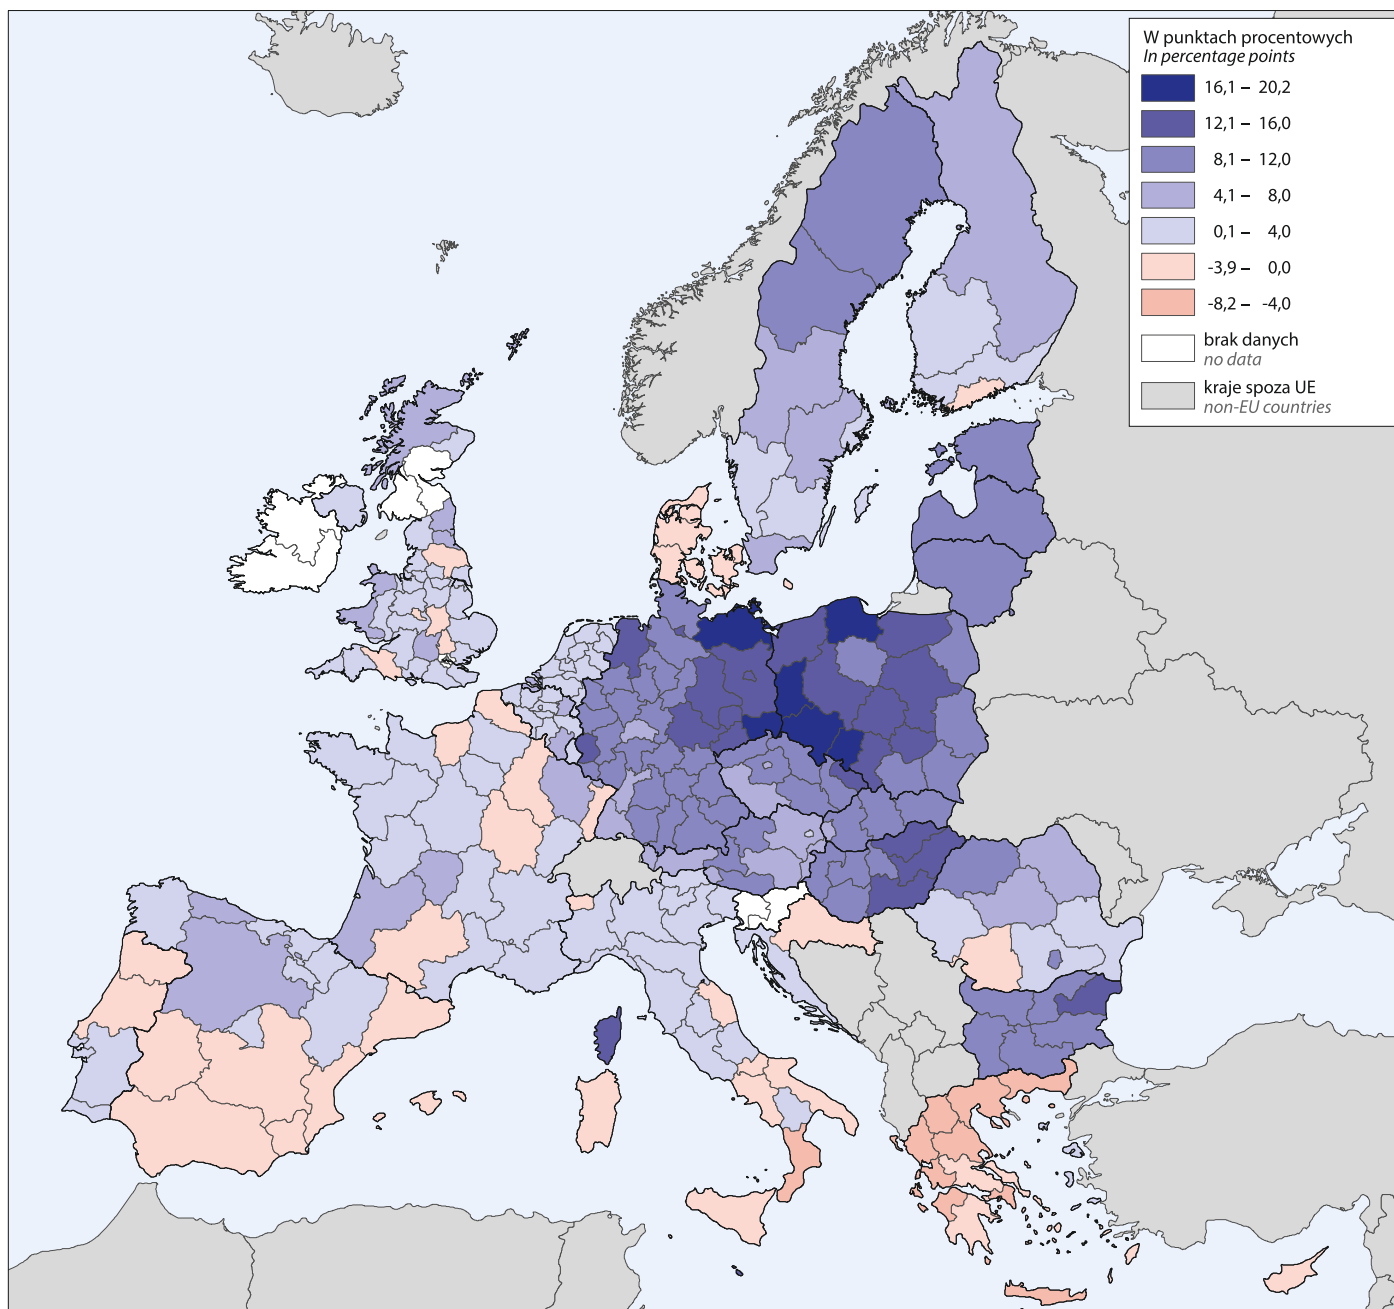 W punktach procentowych
In percentage points
16,1 – 20,2
12,1 – 16,0
8,1 – 12,0
4,1 – 8,0
0,1 – 4,0
-3,9 – 0,0
-8,2 – -4,0
brak danych
no data
kraje spoza UE
non-EU countries